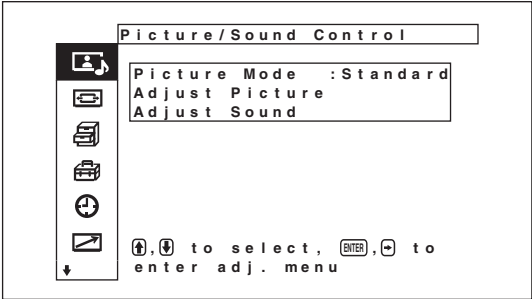 Picture/Sound Control
Picture Mode :Standard
Adjust Picture
Adjust Sound
↑,↓ to select, ENTER,→ to
enter adj. menu